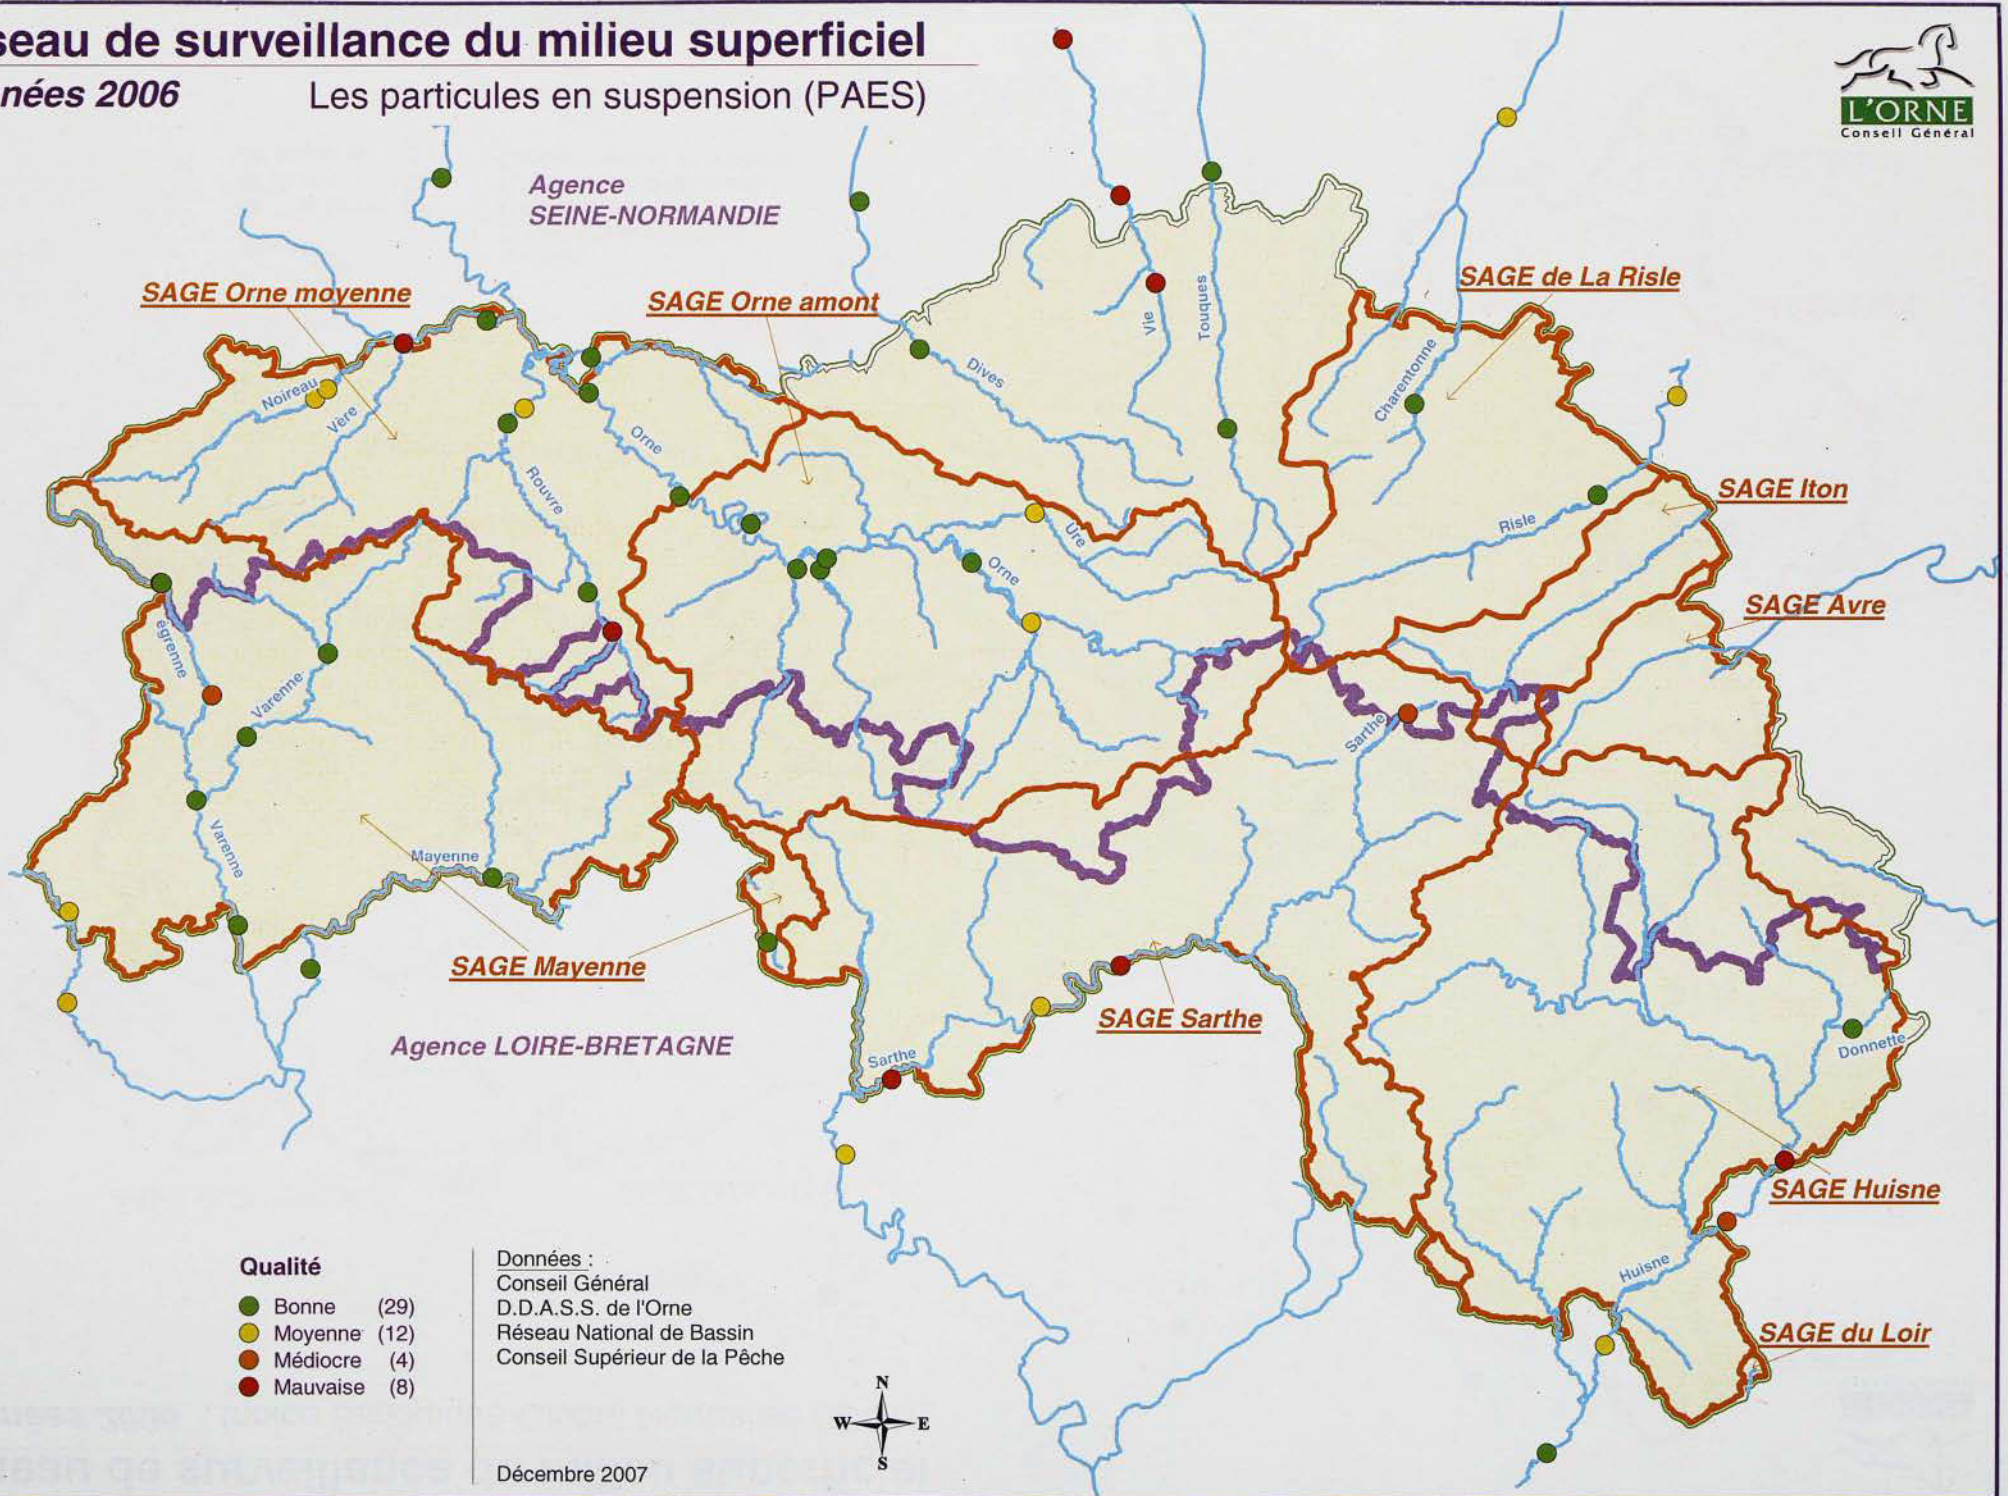 seau de surveillance du milieu superficiel
nées 2006 Les particules en suspension (PAES)
L'ORNE
Conseil Général
Agence
SEINE-NORMANDIE
SAGE Orne moyenne
SAGE Orne amont
SAGE de La Risle
Vie
Touques
Charentonne
Dives
Noireau
Vère
Orne
Rouvre
SAGE Iton
Risle
Ure
Orne
SAGE Avre
égrenne
Varenne
Sarthe
Varenne
Mayenne
SAGE Mayenne
SAGE Sarthe
Agence LOIRE-BRETAGNE
Sarthe
Donnette
SAGE Huisne
Huisne
SAGE du Loir
Qualité
Bonne (29)
Moyenne (12)
Médiocre (4)
Mauvaise (8)
Données :
Conseil Général
D.D.A.S.S. de l'Orne
Réseau National de Bassin
Conseil Supérieur de la Pêche
Décembre 2007
N
W E
S